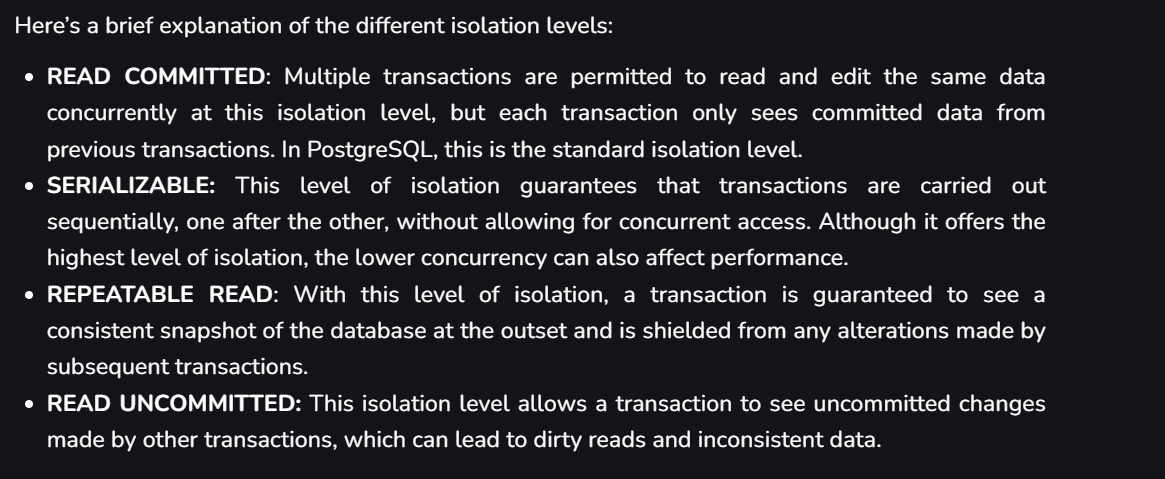 Here's a brief explanation of the different isolation levels:
• READ COMMITTED: Multiple transactions are permitted to read and edit the same data
concurrently at this isolation level, but each transaction only sees committed data from
previous transactions. In PostgreSQL, this is the standard isolation level.
• SERIALIZABLE: This level of isolation guarantees that transactions are carried out
sequentially, one after the other, without allowing for concurrent access. Although it offers the
highest level of isolation, the lower concurrency can also affect performance.
• REPEATABLE READ: With this level of isolation, a transaction is guaranteed to see a
consistent snapshot of the database at the outset and is shielded from any alterations made by
subsequent transactions.
• READ UNCOMMITTED: This isolation level allows a transaction to see uncommitted changes
made by other transactions, which can lead to dirty reads and inconsistent data.